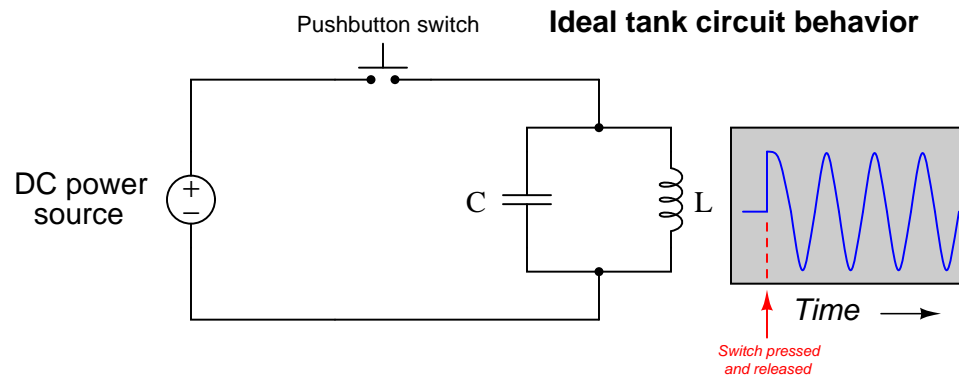 Ideal tank circuit behavior
Pushbutton switch
DC power
source
+
−
C
L
Time
Switch pressed
and released